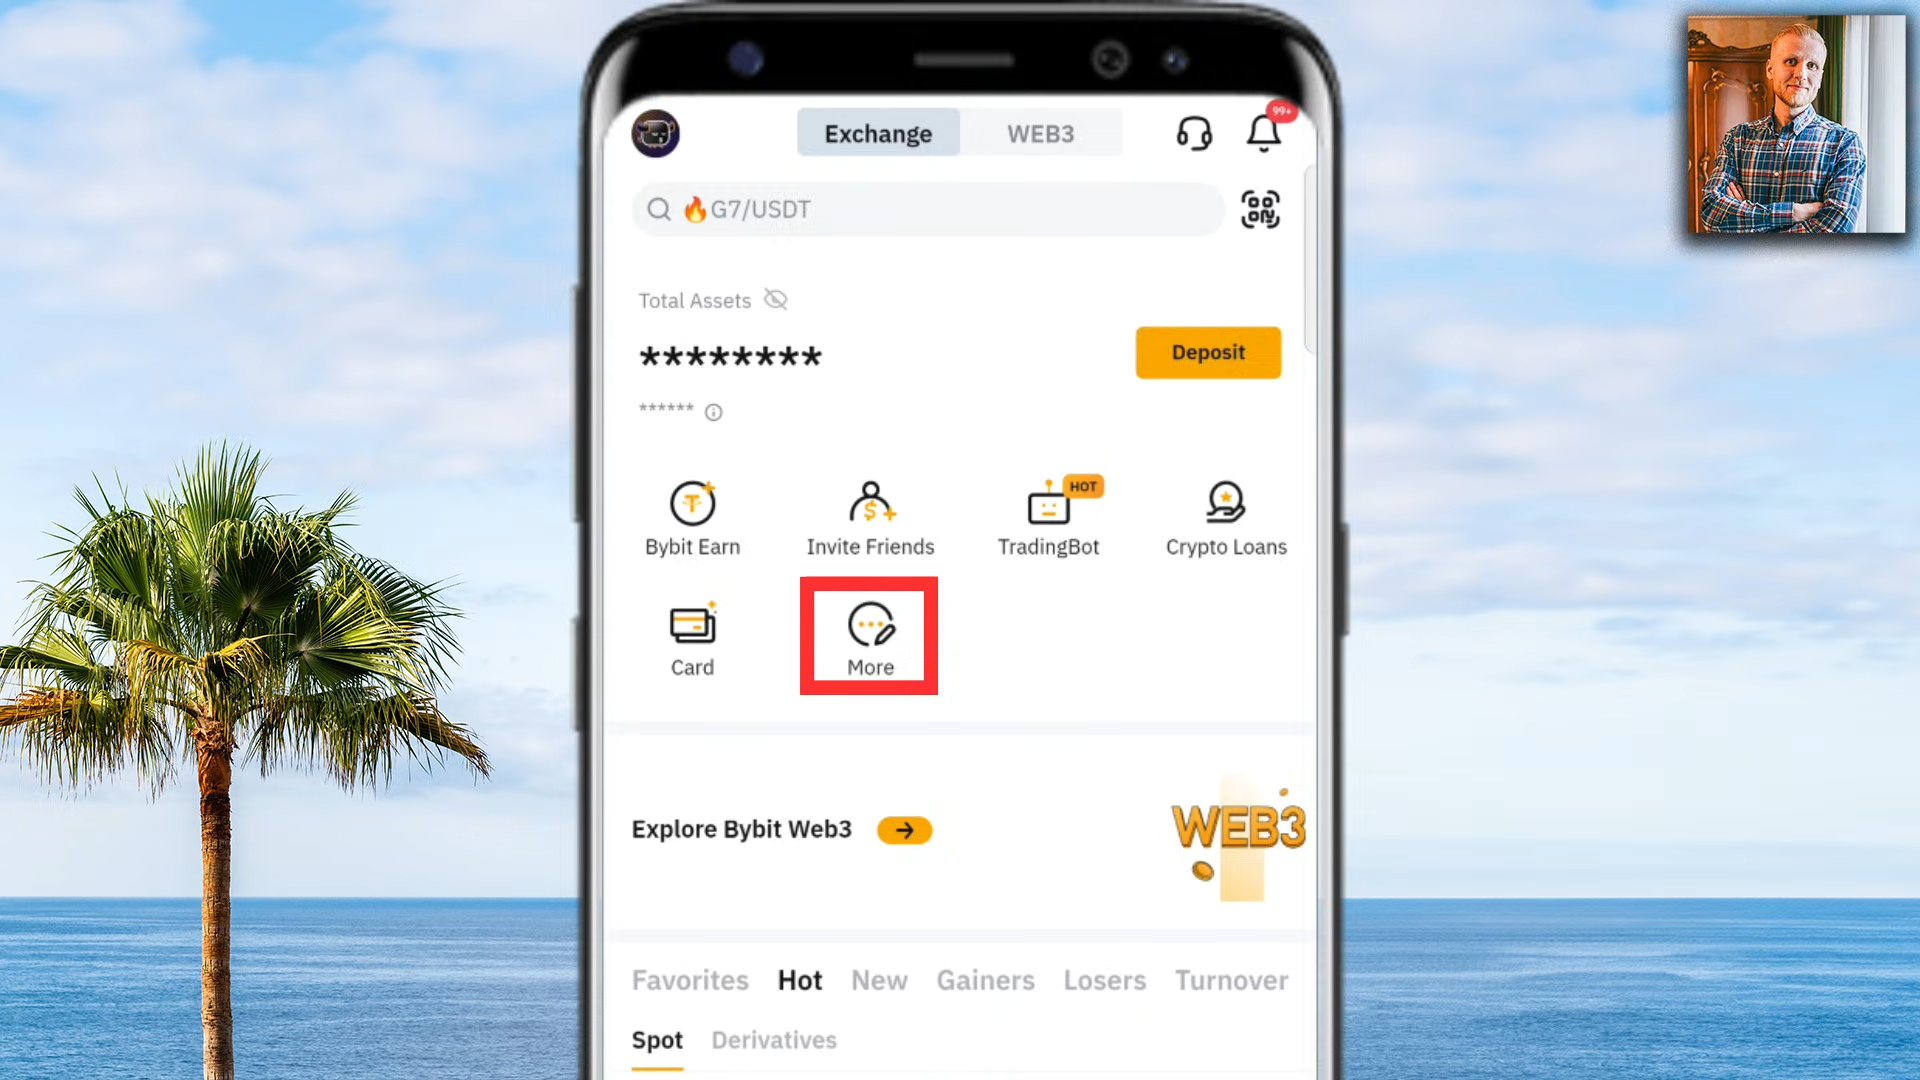 Exchange WEB3 99+
🔥G7/USDT
Total Assets
********
Deposit
****** 
HOT
Bybit Earn Invite Friends TradingBot Crypto Loans
Card More
Explore Bybit Web3 WEB3
Favorites Hot New Gainers Losers Turnover
Spot Derivatives